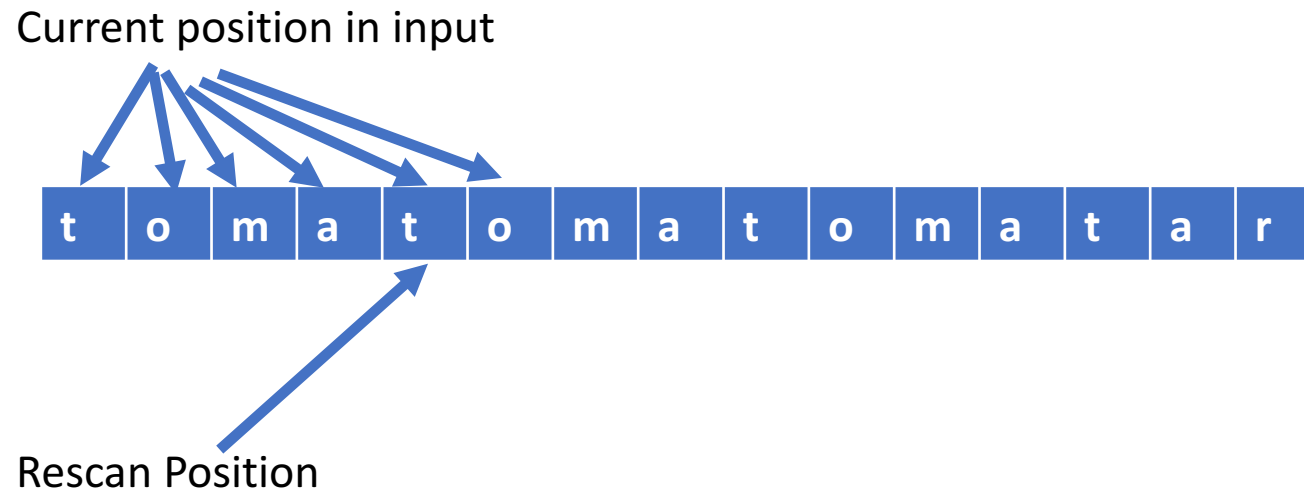 Current position in input
t o m a t o m a t o m a t a r
Rescan Position